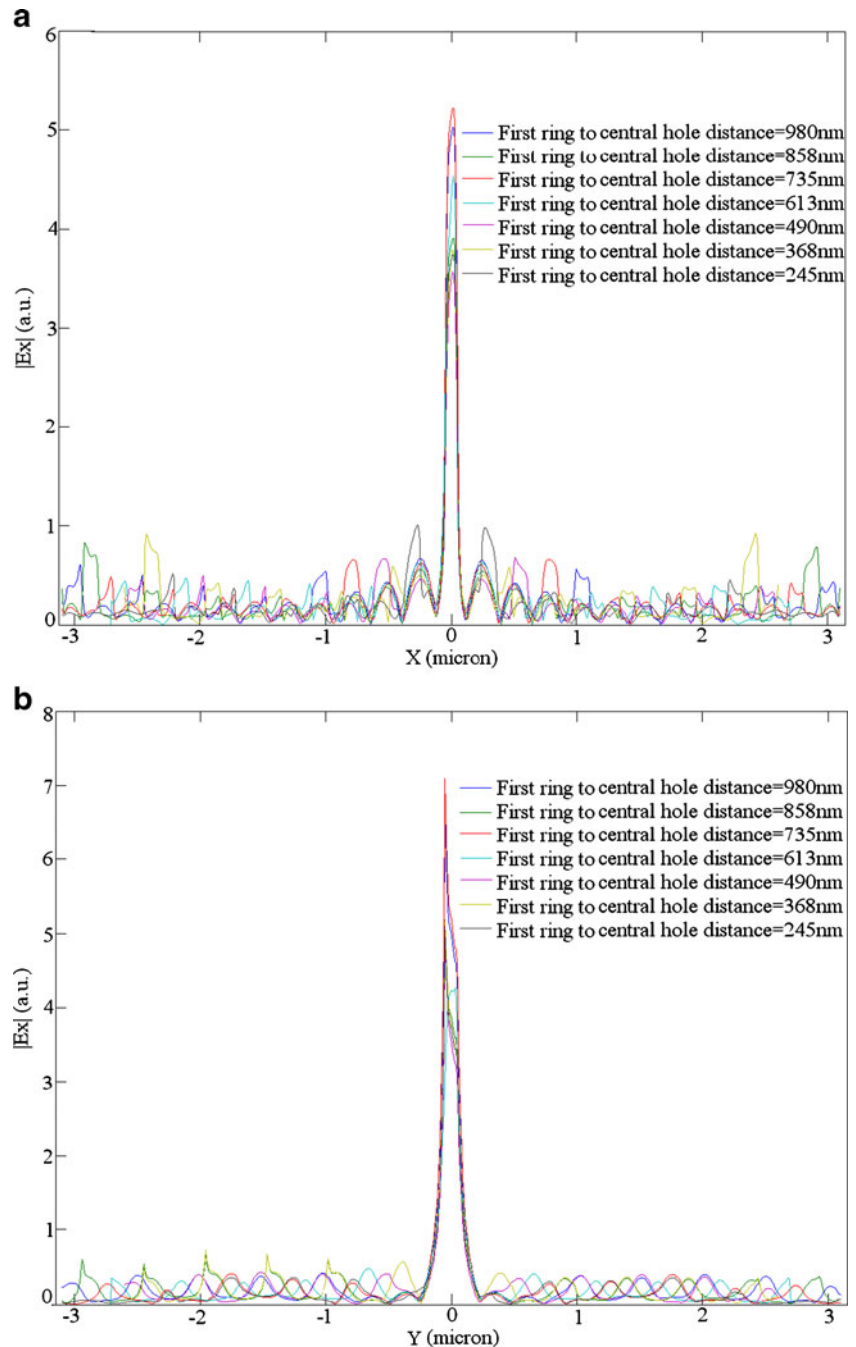 a
6
5
4
3
2
1
0
|Ex| (a.u.)
First ring to central hole distance=980nm
First ring to central hole distance=858nm
First ring to central hole distance=735nm
First ring to central hole distance=613nm
First ring to central hole distance=490nm
First ring to central hole distance=368nm
First ring to central hole distance=245nm
-3 -2 -1 0 1 2 3
X (micron)
b
8
7
6
5
4
3
2
1
0
|Ex| (a.u.)
First ring to central hole distance=980nm
First ring to central hole distance=858nm
First ring to central hole distance=735nm
First ring to central hole distance=613nm
First ring to central hole distance=490nm
First ring to central hole distance=368nm
First ring to central hole distance=245nm
-3 -2 -1 0 1 2 3
Y (micron)